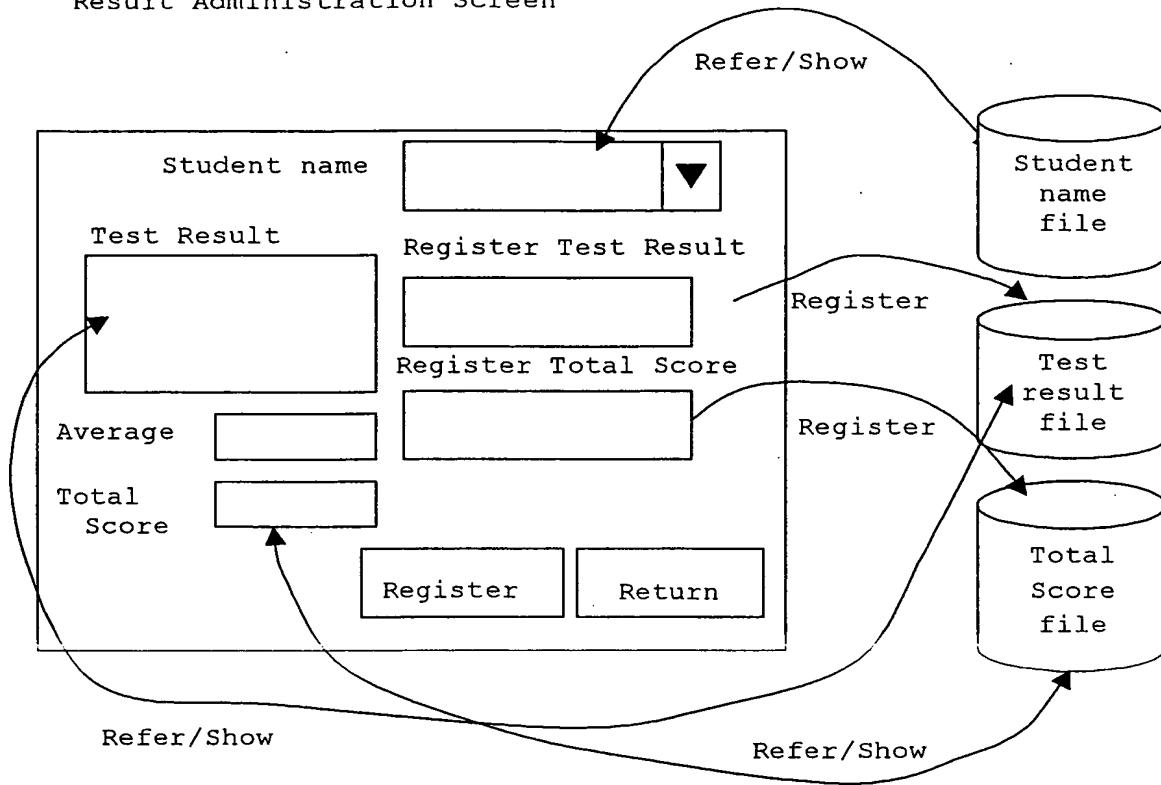 Result Administration Screen
Refer/Show
Student name
Student
name
file
Test Result
Register Test Result
Register
Register Total Score
Test
result
file
Average
Register
Total
Score
Register
Return
Total
Score
file
Refer/Show
Refer/Show